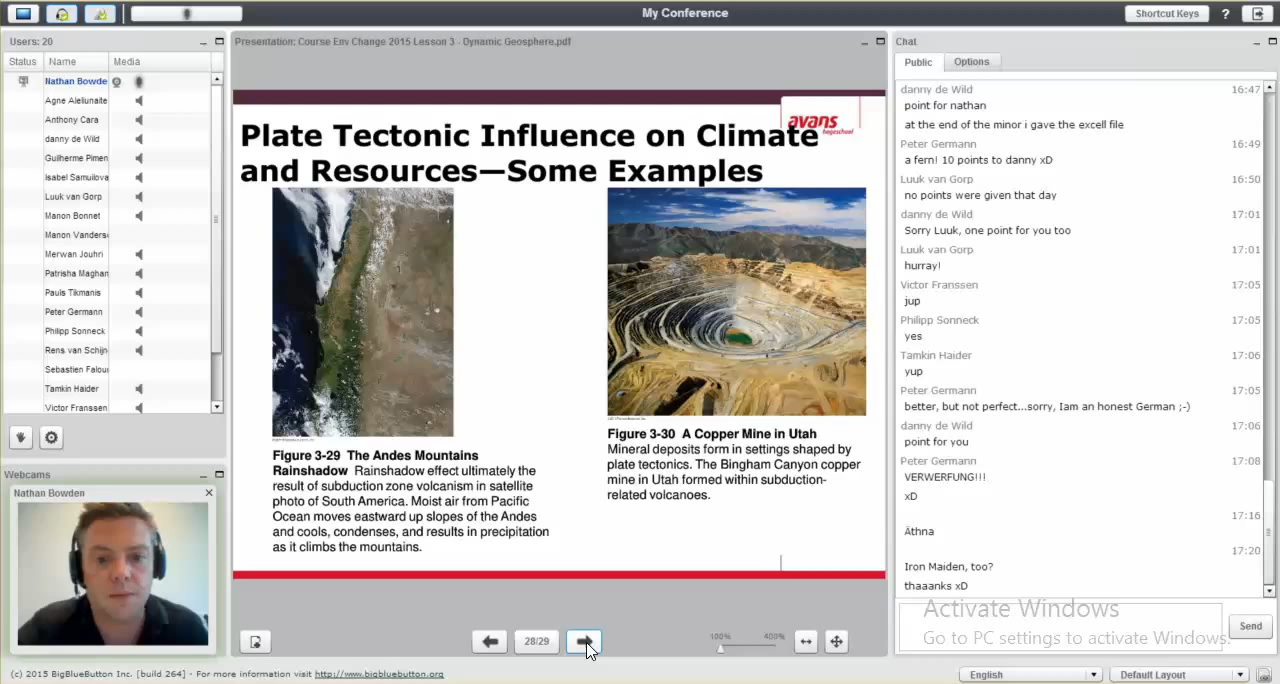 My Conference
Shortcut Keys
?
Users: 20
Status Name Media
Nathan Bowde
Agne Aleliunaite
Anthony Cara
danny de Wild
Guilherme Pimen
Isabel Samuilova
Luuk van Gorp
Manon Bonnet
Manon Vanders
Merwan Jouhri
Patrisha Maghan
Pauls Tikmanis
Peter Germann
Philipp Sonneck
Rens van Schijn
Sebastien Falou
Tamkin Haider
Victor Franssen
Webcams
Nathan Bowden
Presentation: Course Env Change 2015 Lesson 3 - Dynamic Geosphere.pdf
avans
hogeschool
Plate Tectonic Influence on Climate
and Resources—Some Examples
Figure 3-29 The Andes Mountains
Rainshadow Rainshadow effect ultimately the
result of subduction zone volcanism in satellite
photo of South America. Moist air from Pacific
Ocean moves eastward up slopes of the Andes
and cools, condenses, and results in precipitation
as it climbs the mountains.
Figure 3-30 A Copper Mine in Utah
Mineral deposits form in settings shaped by
plate tectonics. The Bingham Canyon copper
mine in Utah formed within subduction-
related volcanoes.
28/29
100% 400%
Chat
Public Options
danny de Wild 16:47
point for nathan
at the end of the minor i gave the excell file
Peter Germann 16:49
a fern! 10 points to danny xD
Luuk van Gorp 16:50
no points were given that day
danny de Wild 17:01
Sorry Luuk, one point for you too
Luuk van Gorp 17:01
hurray!
Victor Franssen 17:05
jup
Philipp Sonneck 17:05
yes
Tamkin Haider 17:06
yup
Peter Germann 17:05
better, but not perfect...sorry, Iam an honest German ;-)
danny de Wild 17:06
point for you
Peter Germann 17:08
VERWERFUNG!!!
xD
17:16
Äthna
17:20
Iron Maiden, too?
thaaanks xD
Activate Windows
Go to PC settings to activate Windows.
Send
(c) 2015 BigBlueButton Inc. [build 264] - For more information visit http://www.bigbluebutton.org
English
Default Layout